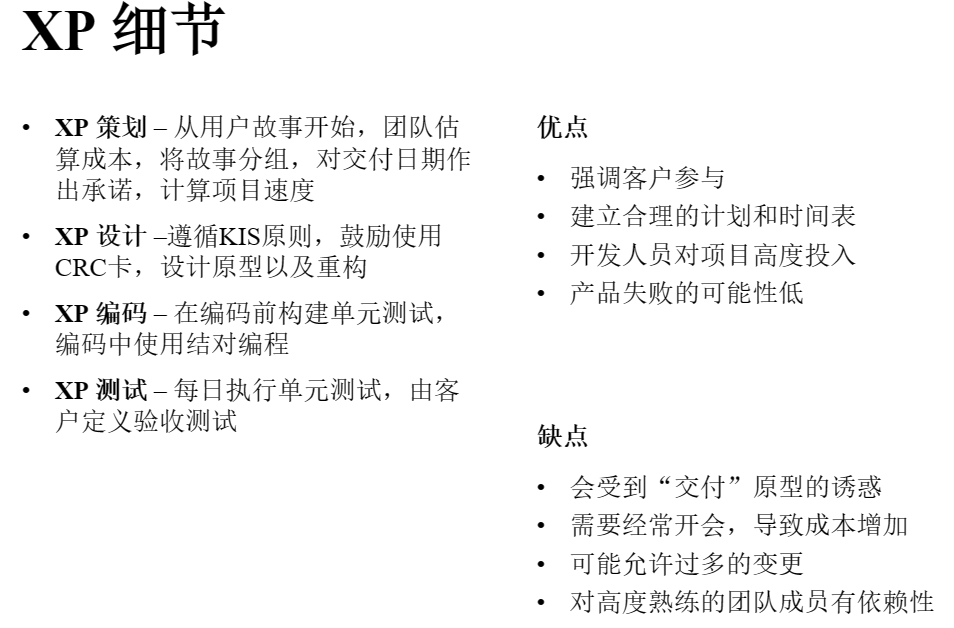 XP 细节
• XP 策划 – 从用户故事开始，团队估
算成本，将故事分组，对交付日期作
出承诺，计算项目速度
• XP 设计 –遵循KIS原则，鼓励使用
CRC卡，设计原型以及重构
• XP 编码 – 在编码前构建单元测试，
编码中使用结对编程
• XP 测试 – 每日执行单元测试，由客
户定义验收测试
优点
• 强调客户参与
• 建立合理的计划和时间表
• 开发人员对项目高度投入
• 产品失败的可能性低
缺点
• 会受到“交付”原型的诱惑
• 需要经常开会，导致成本增加
• 可能允许过多的变更
• 对高度熟练的团队成员有依赖性